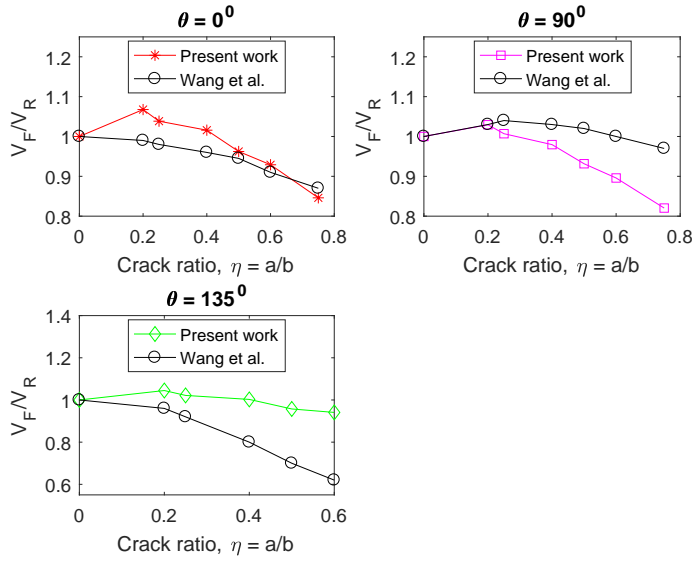 θ = 0⁰
1.2
1.1
1
0.9
0.8
V_F/V_R
Present work
Wang et al.
0 0.2 0.4 0.6 0.8
Crack ratio, η = a/b
θ = 90⁰
1.2
1.1
1
0.9
0.8
V_F/V_R
Present work
Wang et al.
0 0.2 0.4 0.6 0.8
Crack ratio, η = a/b
θ = 135⁰
1.4
1.2
1
0.8
0.6
V_F/V_R
Present work
Wang et al.
0 0.2 0.4 0.6
Crack ratio, η = a/b